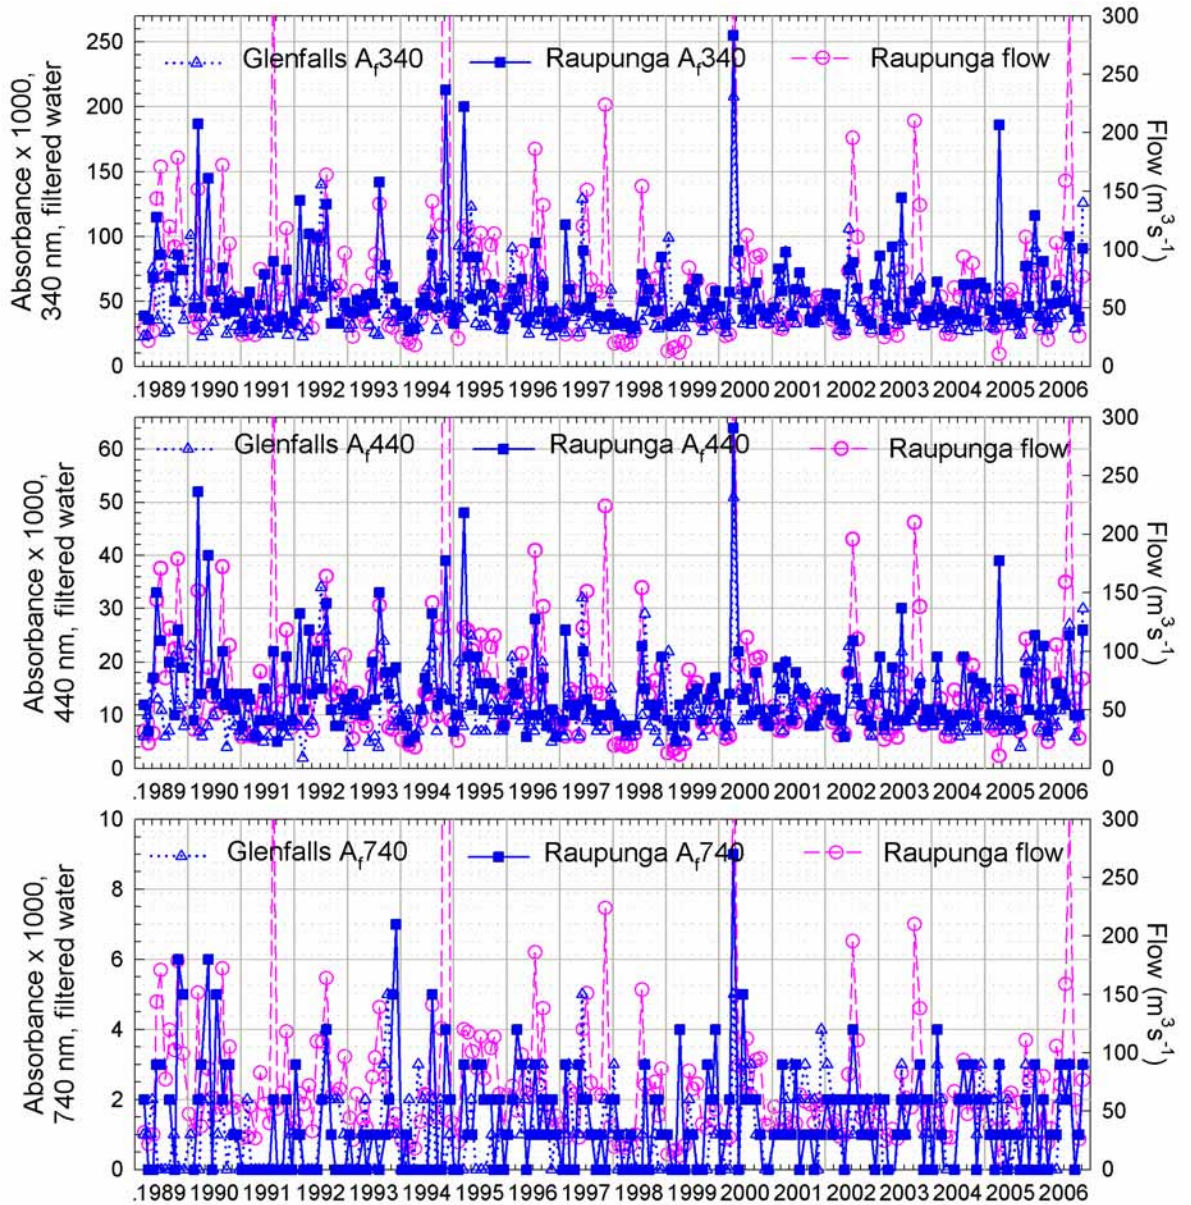 Glenfalls Af340 Raupunga Af340 Raupunga flow
Absorbance x 1000,
340 nm, filtered water
250
200
150
100
50
0
300
250
200
150
100
50
0
Flow (m3 s-1)
.1989 1990 1991 1992 1993 1994 1995 1996 1997 1998 1999 2000 2001 2002 2003 2004 2005 2006
Glenfalls Af440 Raupunga Af440 Raupunga flow
Absorbance x 1000,
440 nm, filtered water
60
50
40
30
20
10
0
300
250
200
150
100
50
0
Flow (m3 s-1)
.1989 1990 1991 1992 1993 1994 1995 1996 1997 1998 1999 2000 2001 2002 2003 2004 2005 2006
Glenfalls Af740 Raupunga Af740 Raupunga flow
Absorbance x 1000,
740 nm, filtered water
10
8
6
4
2
0
300
250
200
150
100
50
0
Flow (m3 s-1)
.1989 1990 1991 1992 1993 1994 1995 1996 1997 1998 1999 2000 2001 2002 2003 2004 2005 2006